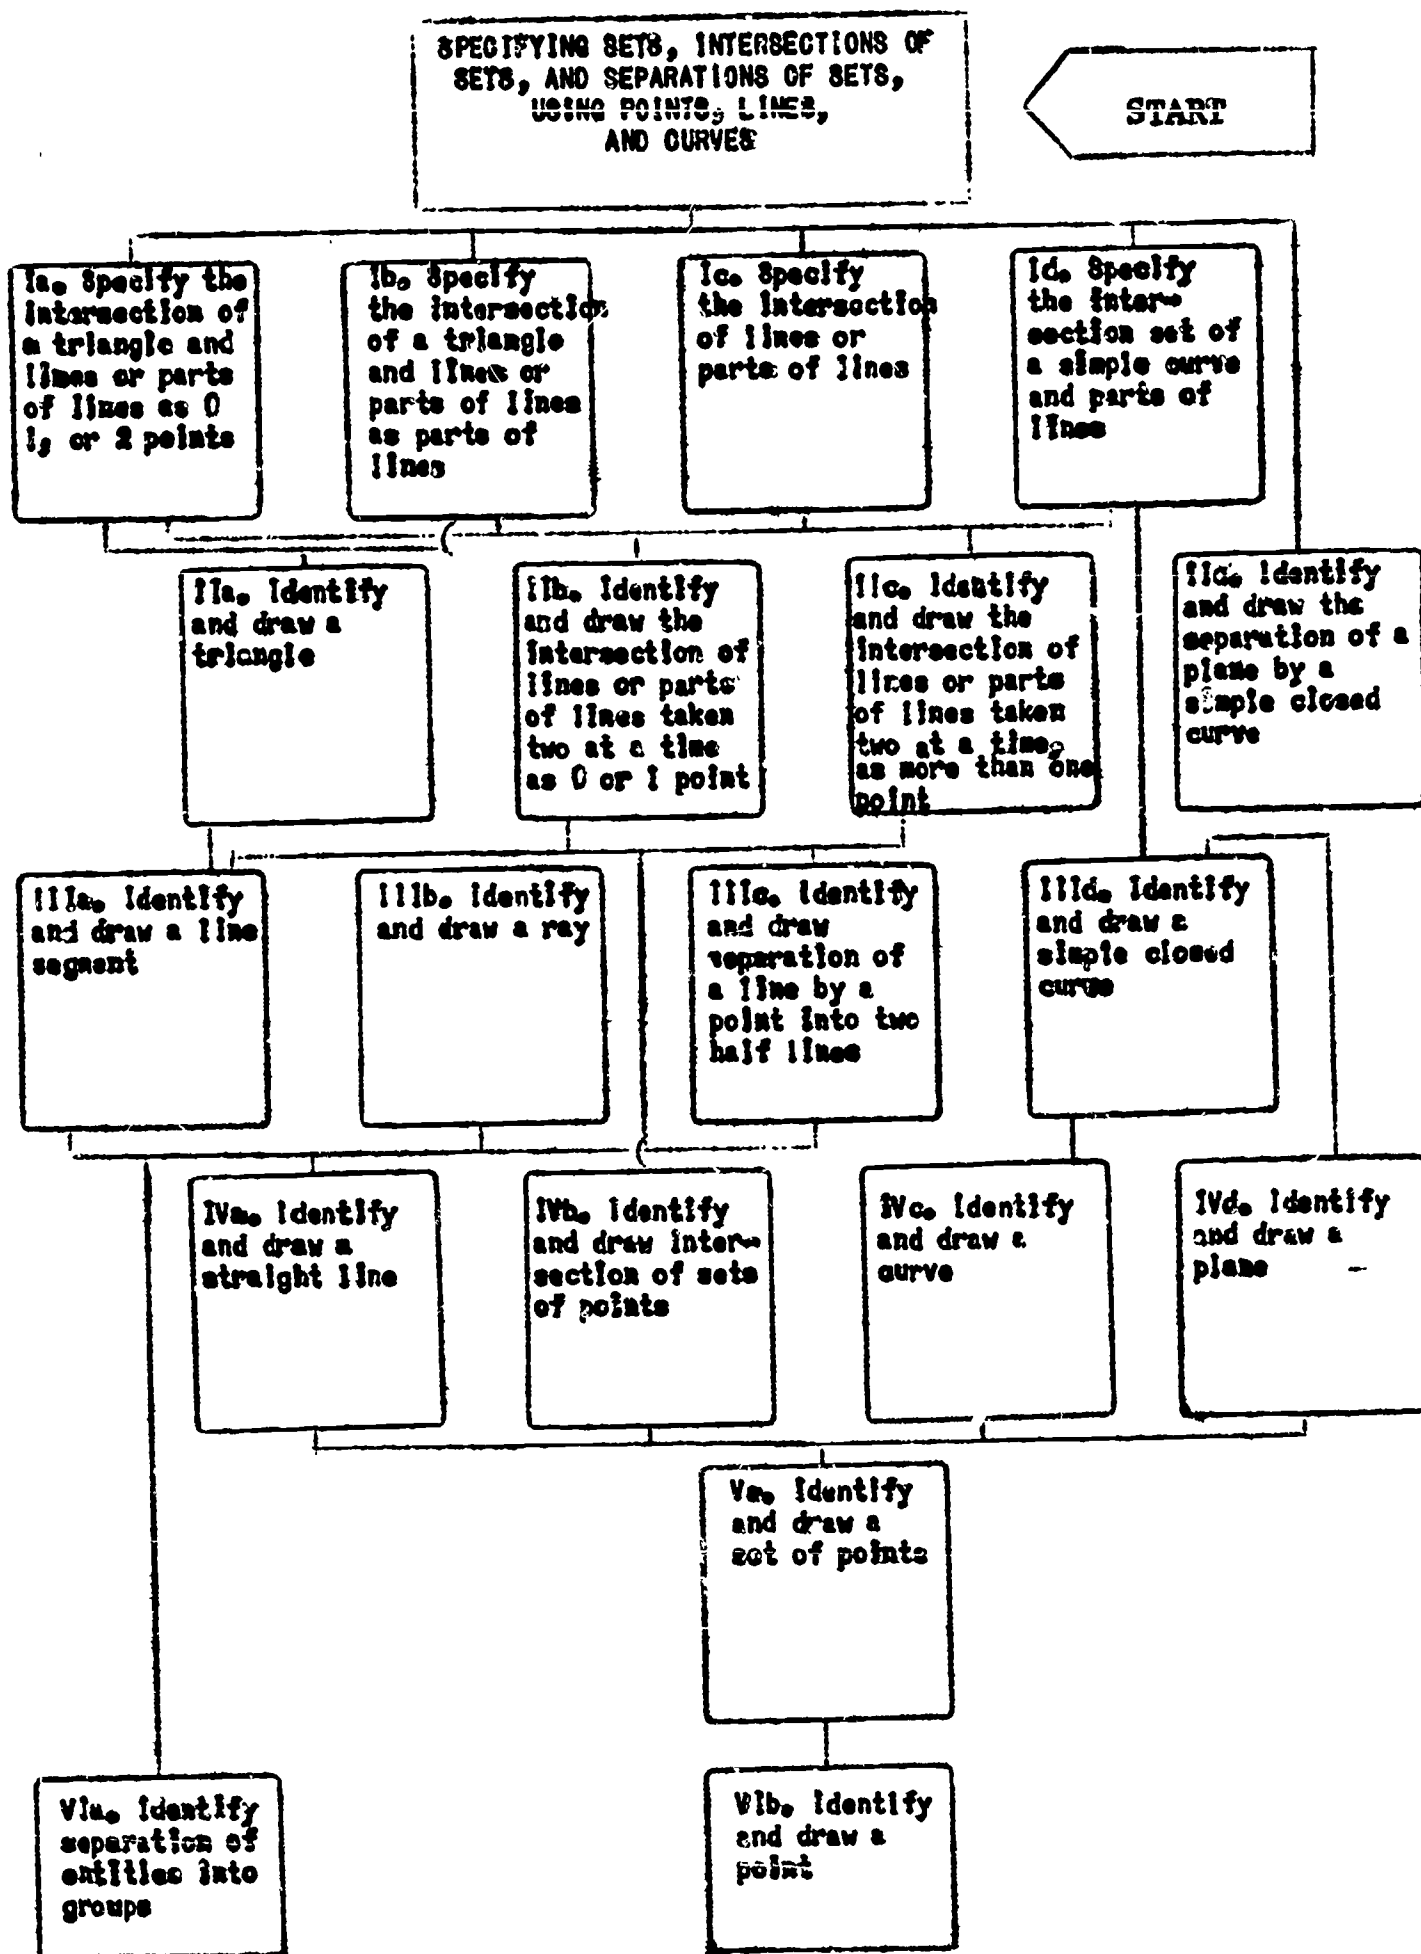 SPECIFYING SETS, INTERSECTIONS OF
SETS, AND SEPARATIONS OF SETS,
USING POINTS, LINES,
AND CURVES
START
Ia. Specify the
intersection of
a triangle and
lines or parts
of lines as 0
1, or 2 points
Ib. Specify
the intersection
of a triangle
and lines or
parts of lines
as parts of
lines
Ic. Specify
the intersection
of lines or
parts of lines
Id. Specify
the inter-
section set of
a simple curve
and parts of
lines
IIa. Identify
and draw a
triangle
IIb. Identify
and draw the
intersection of
lines or parts
of lines taken
two at a time
as 0 or 1 point
IIc. Identify
and draw the
intersection of
lines or parts
of lines taken
two at a time,
as more than one
point
IId. Identify
and draw the
separation of a
plane by a
simple closed
curve
IIIa. Identify
and draw a line
segment
IIIb. Identify
and draw a ray
IIIc. Identify
and draw
separation of
a line by a
point into two
half lines
IIId. Identify
and draw a
simple closed
curve
IVa. Identify
and draw a
straight line
IVb. Identify
and draw inter-
section of sets
of points
IVc. Identify
and draw a
curve
IVd. Identify
and draw a
plane
Va. Identify
and draw a
set of points
VIa. Identify
separation of
entities into
groups
VIb. Identify
and draw a
point